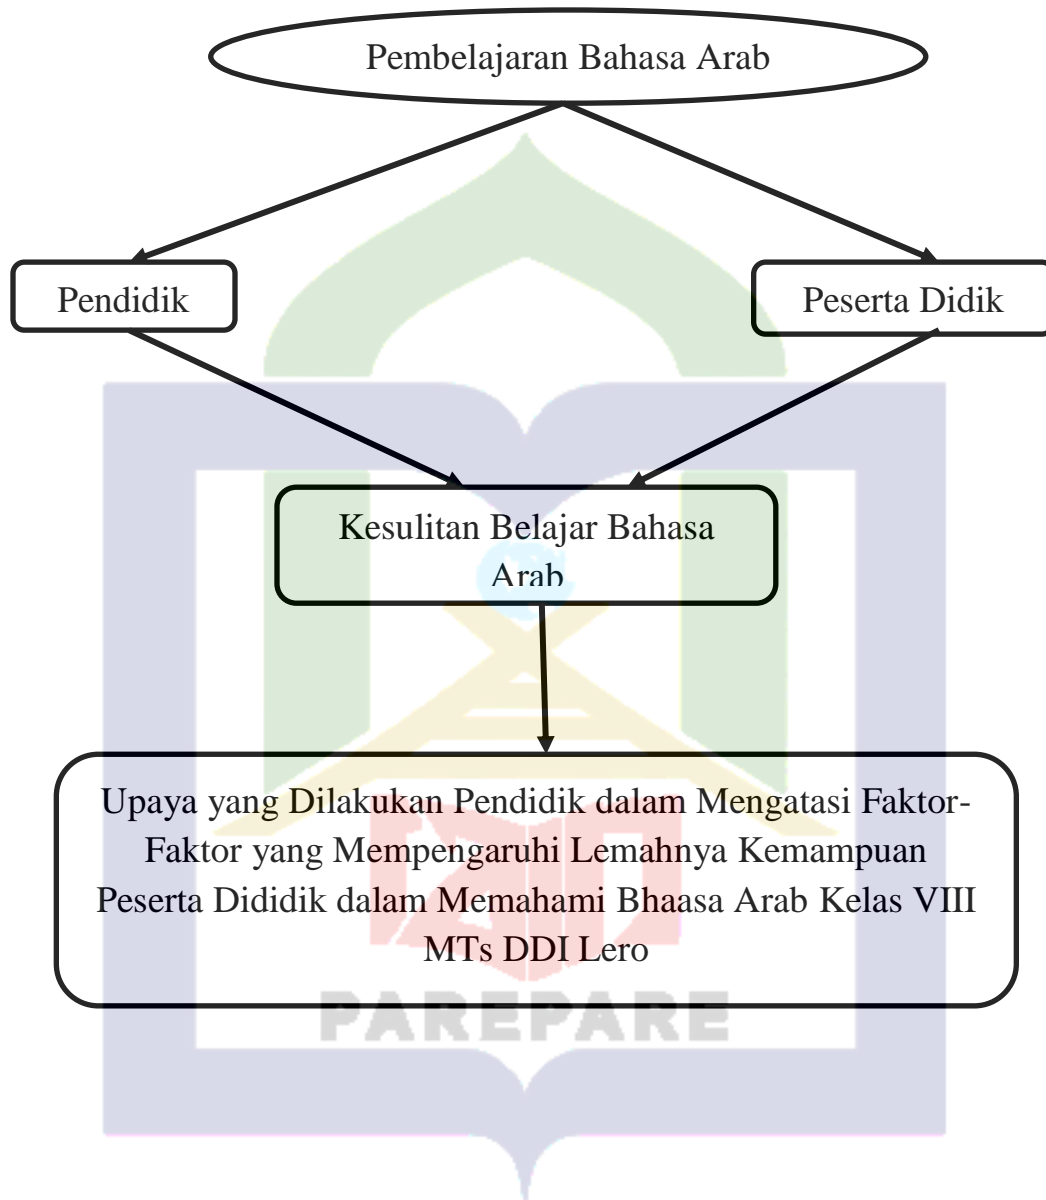 Pembelajaran Bahasa Arab
Pendidik
Peserta Didik
Kesulitan Belajar Bahasa
Arab
Upaya yang Dilakukan Pendidik dalam Mengatasi Faktor-
Faktor yang Mempengaruhi Lemahnya Kemampuan
Peserta Dididik dalam Memahami Bhaasa Arab Kelas VIII
MTs DDI Lero
PAREPARE